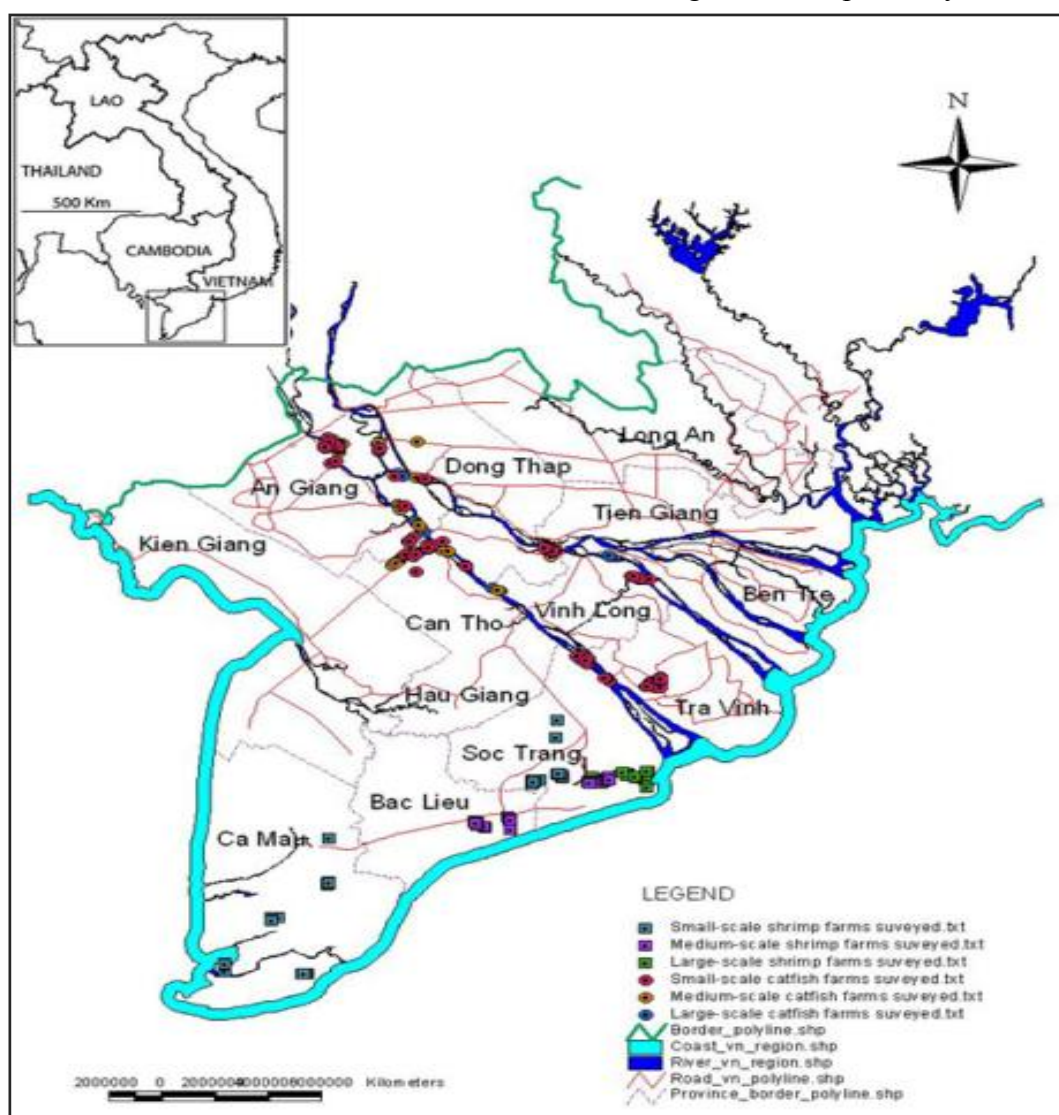 LAO
THAILAND
500 Km
CAMBODIA
VIETNAM
N
Long An
Dong Thap
An Giang
Tien Giang
Kien Giang
Ben Tre
Vinh Long
Can Tho
Hau Giang
Tra Vinh
Soc Trang
Bac Lieu
Ca Mau
LEGEND
Small-scale shrimp farms suveyed.txt
Medium-scale shrimp farms suveyed.txt
Large-scale shrimp farms suveyed.txt
Small-scale catfish farms suveyed.txt
Medium-scale catfish farms suveyed.txt
Large-scale catfish farms suveyed.txt
Border_polyline.shp
Coast_vn_region.shp
River_vn_region.shp
Road_vn_polyline.shp
Province_border_polyline.shp
2000000 0 Kilometers